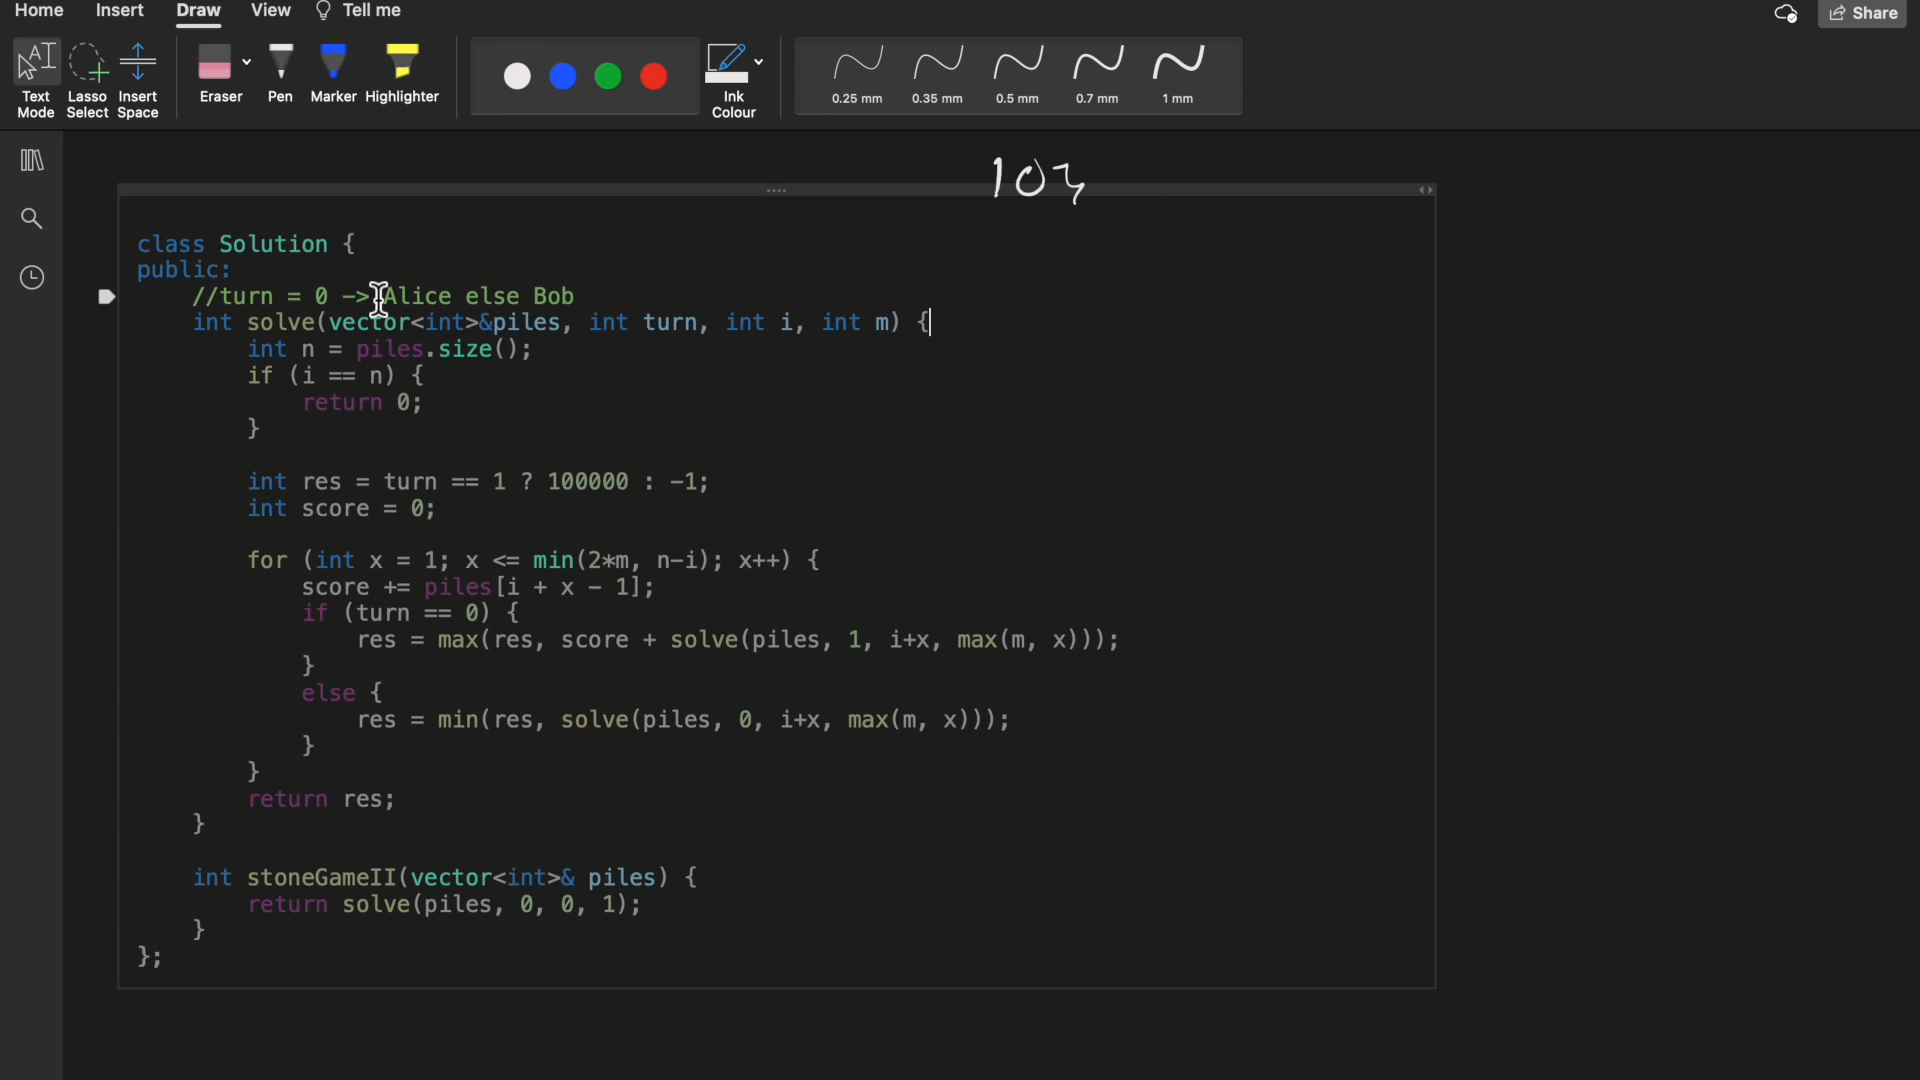 Home Insert Draw View Tell me Share
Text Mode Lasso Select Insert Space Eraser Pen Marker Highlighter Ink Colour 0.25 mm 0.35 mm 0.5 mm 0.7 mm 1 mm
class Solution {
public:
//turn = 0 -> Alice else Bob
int solve(vector<int>&piles, int turn, int i, int m) {
int n = piles.size();
if (i == n) {
return 0;
}
int res = turn == 1 ? 100000 : -1;
int score = 0;
for (int x = 1; x <= min(2*m, n-i); x++) {
score += piles[i + x - 1];
if (turn == 0) {
res = max(res, score + solve(piles, 1, i+x, max(m, x)));
}
else {
res = min(res, solve(piles, 0, i+x, max(m, x)));
}
}
return res;
}
int stoneGameII(vector<int>& piles) {
return solve(piles, 0, 0, 1);
}
};